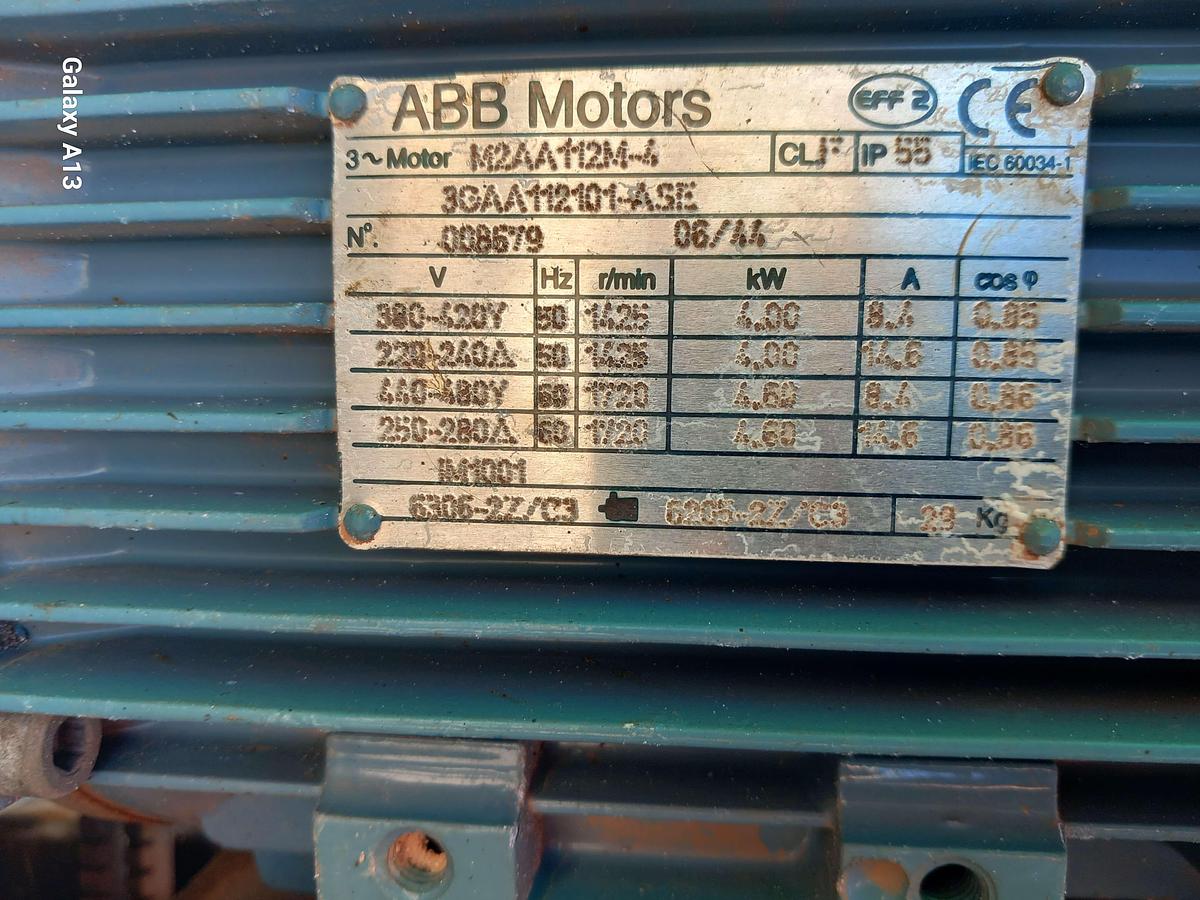 ABB Motors EFF 2 CE
3~ Motor M2AA112M-4 CL.F IP 55 IEC 60034-1
3GAA112101-ASE
Nº. 008679 06/44
V Hz r/min kW A cos φ
380-420Y 50 1425 4.00 8.4 0.85
220-240Δ 50 1425 4.00 14.6 0.85
440-480Y 60 1720 4.60 8.4 0.86
250-280Δ 60 1720 4.60 14.6 0.86
IM1001
6306-2Z/C3 6205-2Z/C3 29 Kg
Galaxy A13